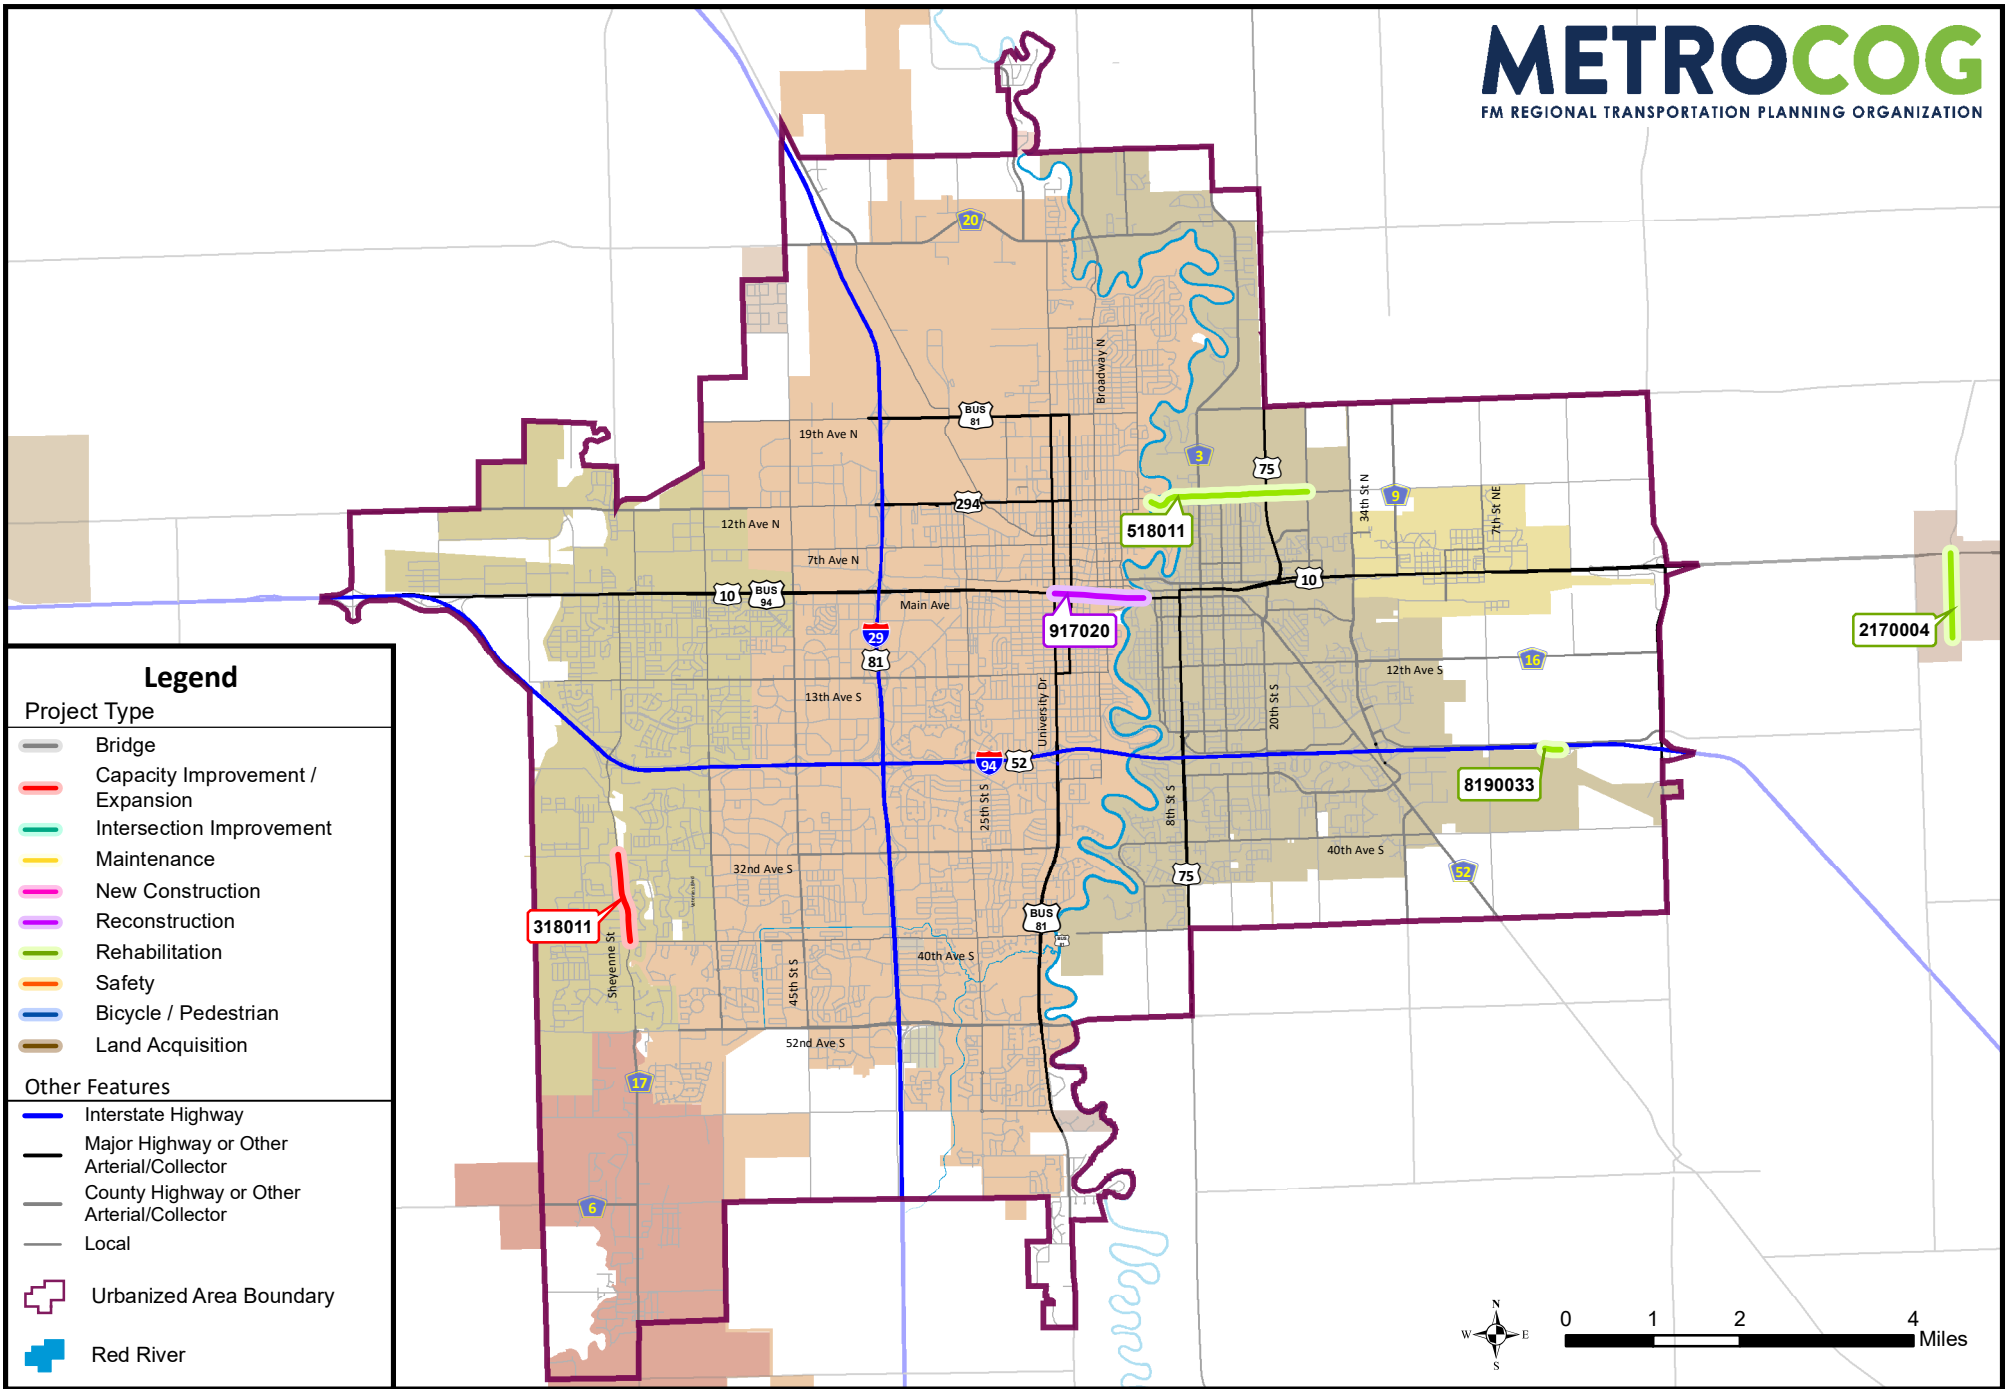 METROCOG
FM REGIONAL TRANSPORTATION PLANNING ORGANIZATION
20
Broadway N
BUS
81
19th Ave N
3
75
294
34th St N
9
7th St NE
12th Ave N
518011
7th Ave N
10
BUS
94
10
Main Ave
917020
29
81
2170004
16
12th Ave S
13th Ave S
University Dr
20th St S
94
52
8190033
25th St S
8th St S
40th Ave S
32nd Ave S
75
52
318011
BUS
81
Sheyenne St
45th St S
40th Ave S
52nd Ave S
17
6
Legend
Project Type
Bridge
Capacity Improvement /
Expansion
Intersection Improvement
Maintenance
New Construction
Reconstruction
Rehabilitation
Safety
Bicycle / Pedestrian
Land Acquisition
Other Features
Interstate Highway
Major Highway or Other
Arterial/Collector
County Highway or Other
Arterial/Collector
Local
Urbanized Area Boundary
Red River
N
W
E
S
0 1 2 4
Miles